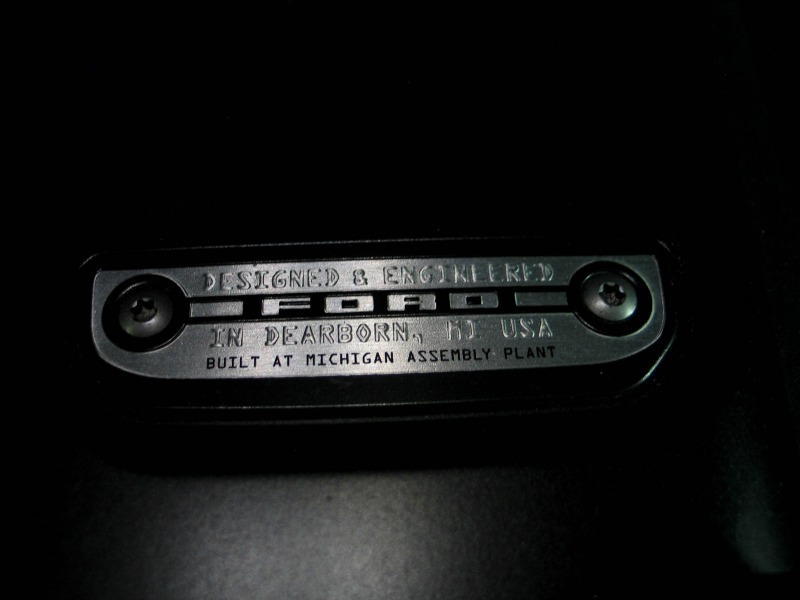 DESIGNED & ENGINEERED
FORD
IN DEARBORN, MI USA
BUILT AT MICHIGAN ASSEMBLY PLANT